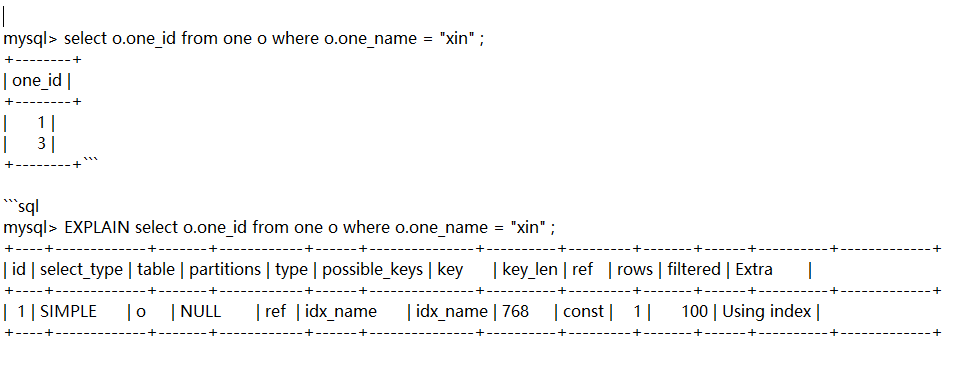 mysql> select o.one_id from one o where o.one_name = "xin" ;
+--------+
| one_id |
+--------+
|      1 |
|      3 |
+--------+```
```sql
mysql> EXPLAIN select o.one_id from one o where o.one_name = "xin" ;
+----+-------------+-------+------------+------+---------------+----------+---------+-------+------+----------+-------------+
| id | select_type | table | partitions | type | possible_keys | key      | key_len | ref   | rows | filtered | Extra       |
+----+-------------+-------+------------+------+---------------+----------+---------+-------+------+----------+-------------+
|  1 | SIMPLE      | o     | NULL       | ref  | idx_name      | idx_name | 768     | const |    1 |      100 | Using index |
+----+-------------+-------+------------+------+---------------+----------+---------+-------+------+----------+-------------+